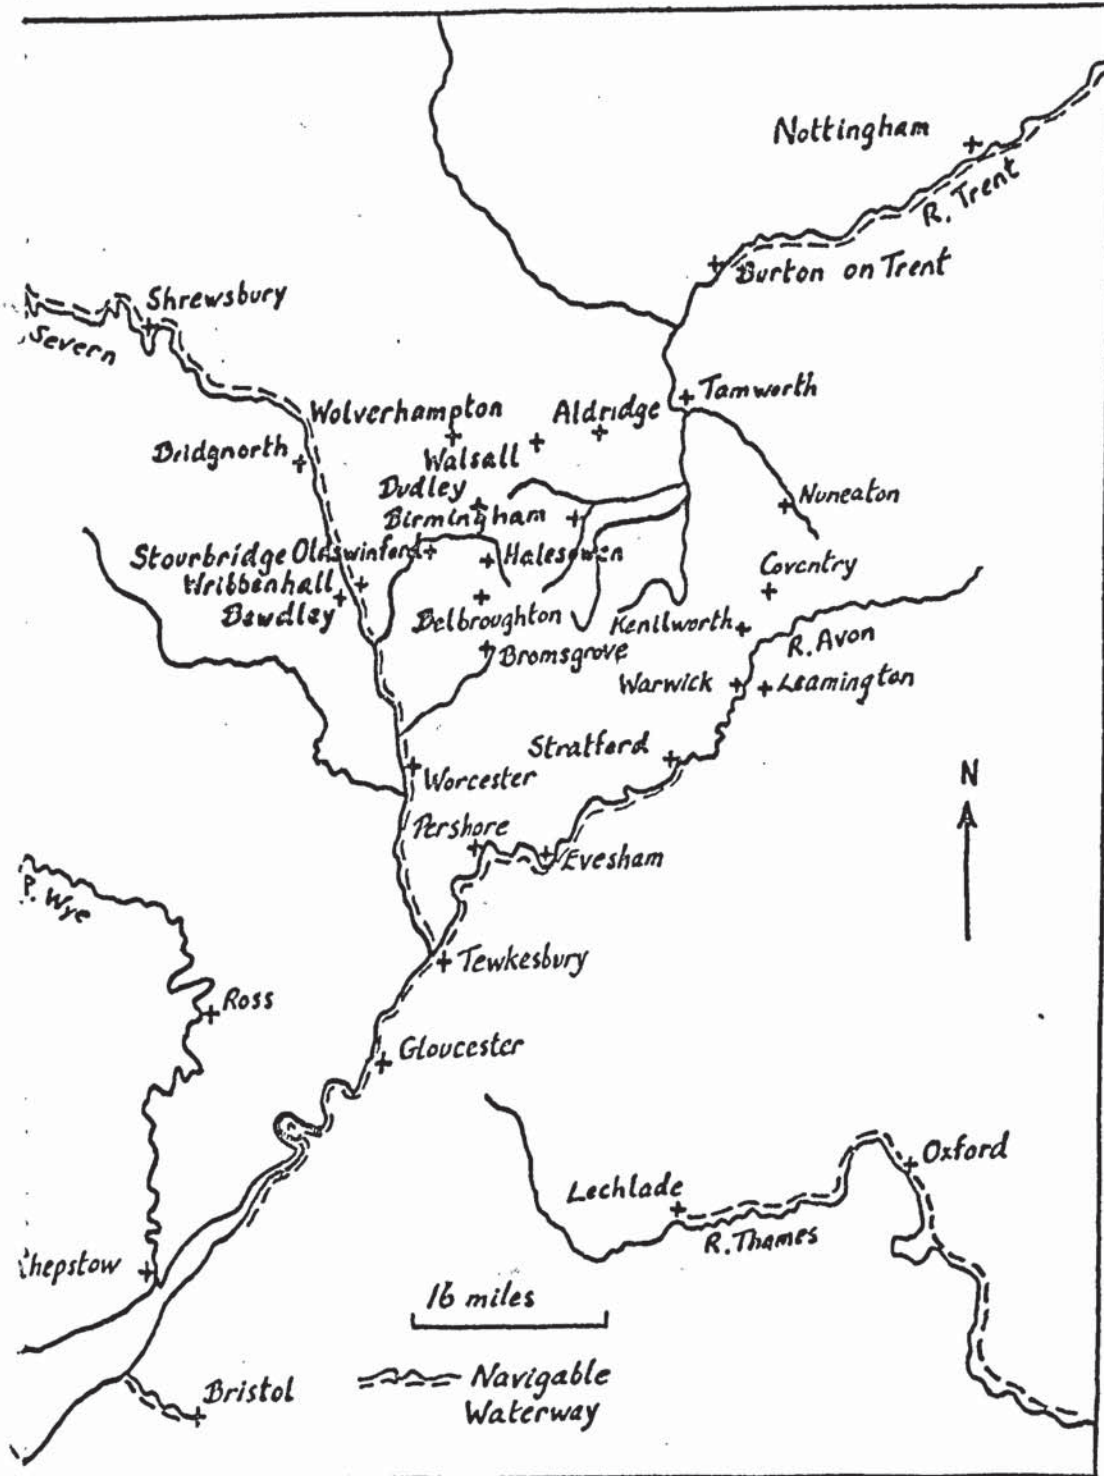 Nottingham
R. Trent
Burton on Trent
Shrewsbury
Severn
Tamworth
Wolverhampton
Aldridge
Bridgnorth
Walsall
Dudley
Nuneaton
Birmingham
Stourbridge Oldswinford
Halesowen
Coventry
Wribbenhall
Bewdley
Belbroughton
Kenilworth
R. Avon
Bromsgrove
Warwick
Leamington
Stratford
N
Worcester
Pershore
Evesham
R. Wye
Tewkesbury
Ross
Gloucester
Oxford
Lechlade
R. Thames
Chepstow
16 miles
Bristol
Navigable
Waterway